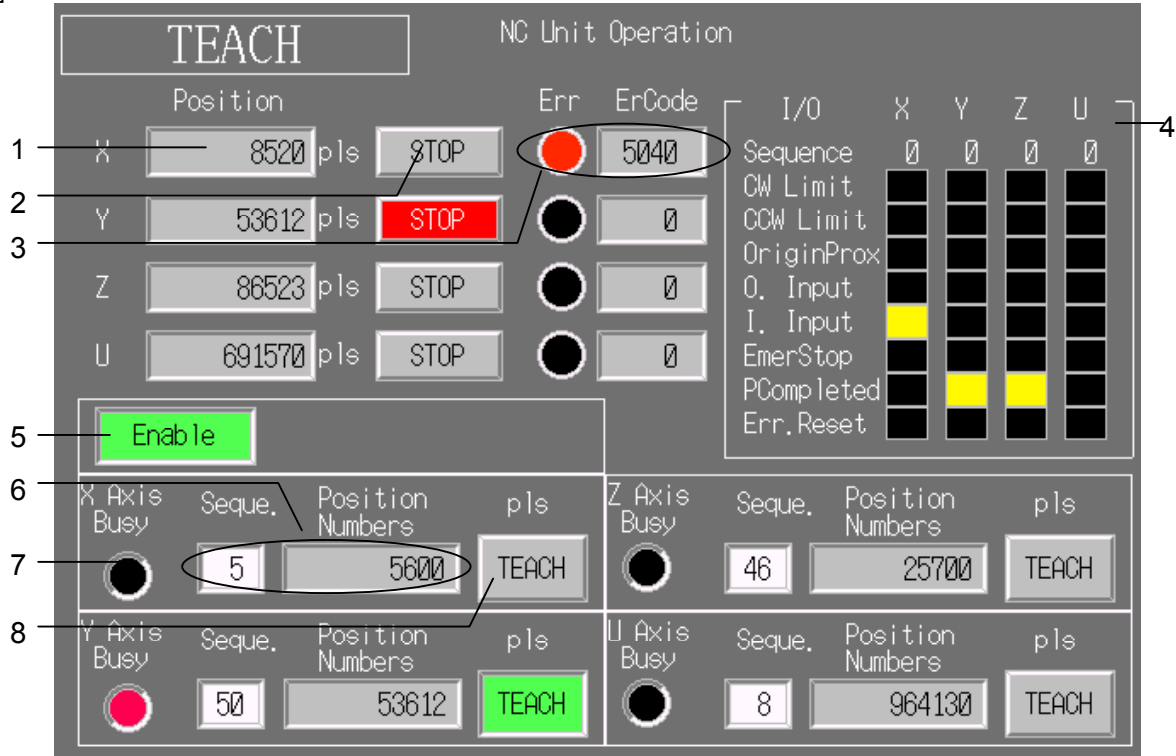 TEACH
NC Unit Operation
Position
Err ErCode
I/O X Y Z U
1 X 8520 pls STOP 5040
Sequence 0 0 0 0
4
2
CW Limit
Y 53612 pls STOP 0
CCW Limit
3
OriginProx
Z 86523 pls STOP 0
O. Input
I. Input
U 691570 pls STOP 0
EmerStop
PCompleted
Err.Reset
5 Enable
6
X Axis
Busy
Seque.
Position
Numbers
pls
7
5 5600 TEACH
8
Z Axis
Busy
Seque.
Position
Numbers
pls
46 25700 TEACH
Y Axis
Busy
Seque.
Position
Numbers
pls
50 53612 TEACH
U Axis
Busy
Seque.
Position
Numbers
pls
8 964130 TEACH